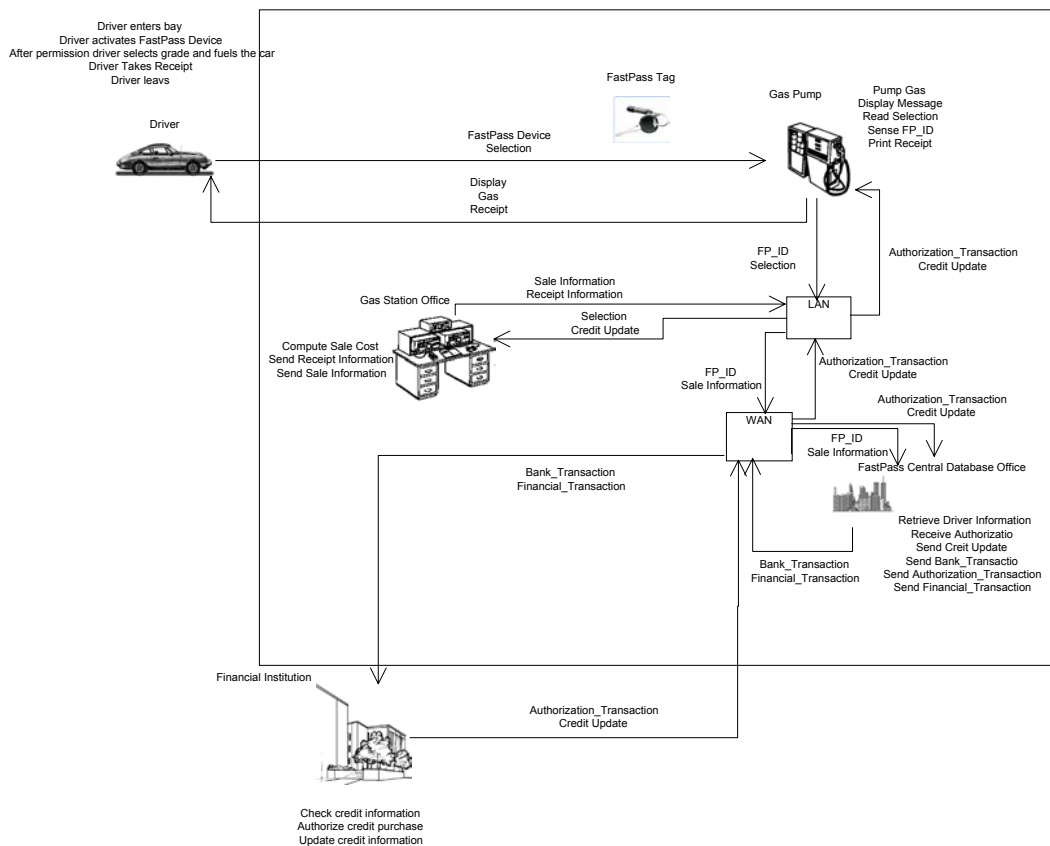 Driver enters bay
Driver activates FastPass Device
After permission driver selects grade and fuels the car
Driver Takes Receipt
Driver leavs
Driver
FastPass Tag
FastPass Device
Selection
Gas Pump
Pump Gas
Display Message
Read Selection
Sense FP_ID
Print Receipt
Display
Gas
Receipt
FP_ID
Selection
Authorization_Transaction
Credit Update
Sale Information
Receipt Information
Gas Station Office
LAN
Selection
Credit Update
Compute Sale Cost
Send Receipt Information
Send Sale Information
Authorization_Transaction
Credit Update
FP_ID
Sale Information
Authorization_Transaction
Credit Update
WAN
FP_ID
Sale Information
FastPass Central Database Office
Bank_Transaction
Financial_Transaction
Retrieve Driver Information
Receive Authorizatio
Send Creit Update
Send Bank_Transactio
Send Authorization_Transaction
Send Financial_Transaction
Bank_Transaction
Financial_Transaction
Financial Institution
Authorization_Transaction
Credit Update
Check credit information
Authorize credit purchase
Update credit information